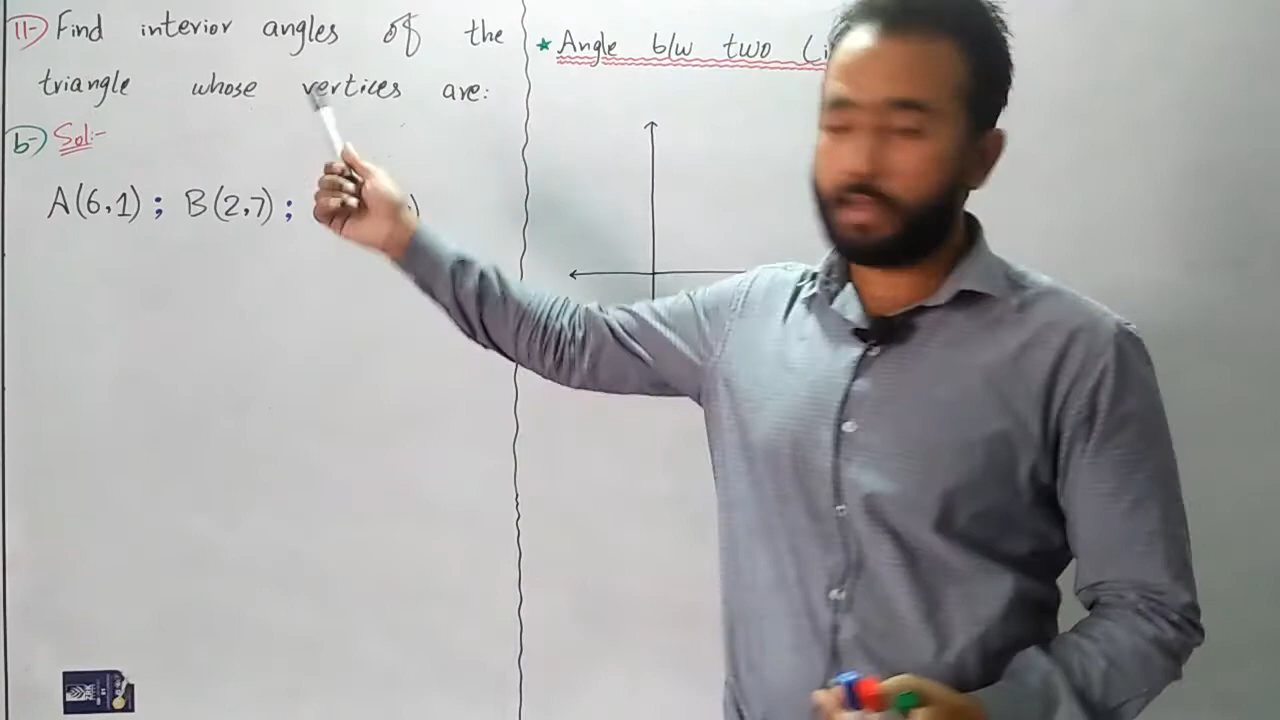 11-) Find interior angles of the
triangle whose vertices are:
b-) Sol:-
A(6,1) ; B(2,7) ; )
★ Angle b/w two